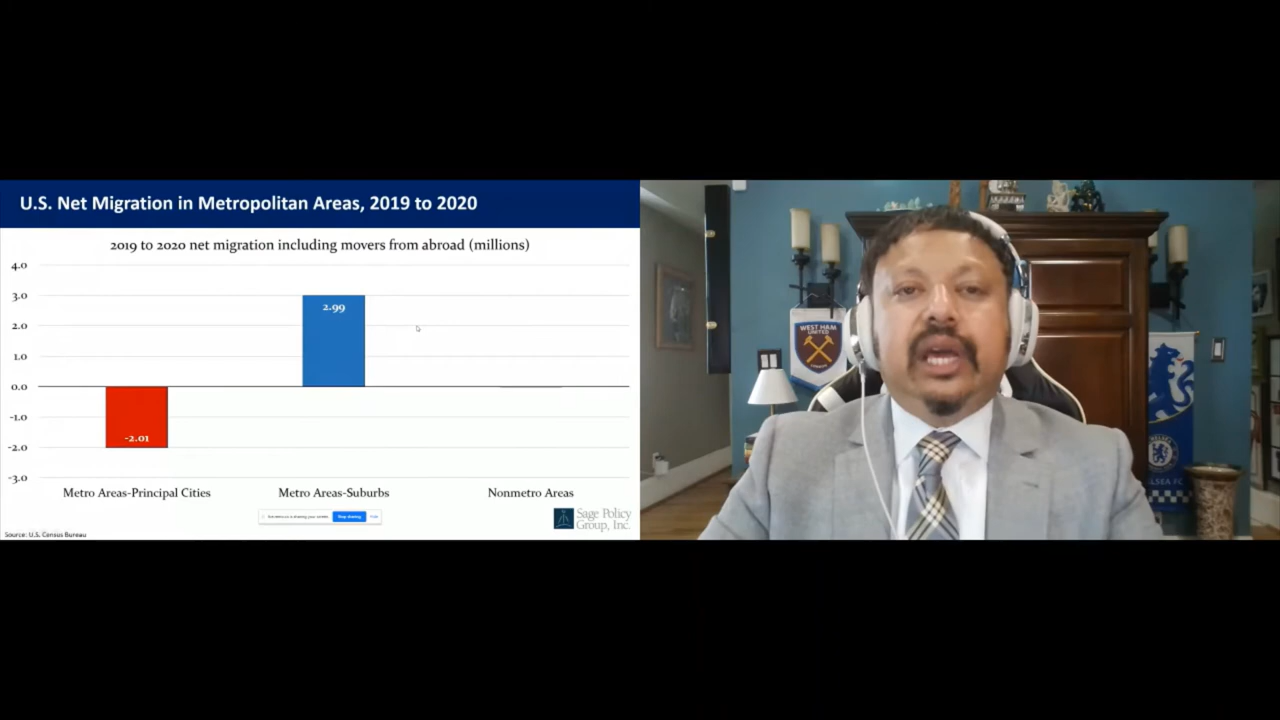 U.S. Net Migration in Metropolitan Areas, 2019 to 2020
2019 to 2020 net migration including movers from abroad (millions)
4.0
3.0
2.0
1.0
0.0
-1.0
-2.0
-3.0
2.99
-2.01
Metro Areas-Principal Cities
Metro Areas-Suburbs
Nonmetro Areas
Stop sharing
Hide
Sage Policy
Group, Inc.
Source: U.S. Census Bureau
WEST HAM
UNITED
LONDON
CHELSEA FC